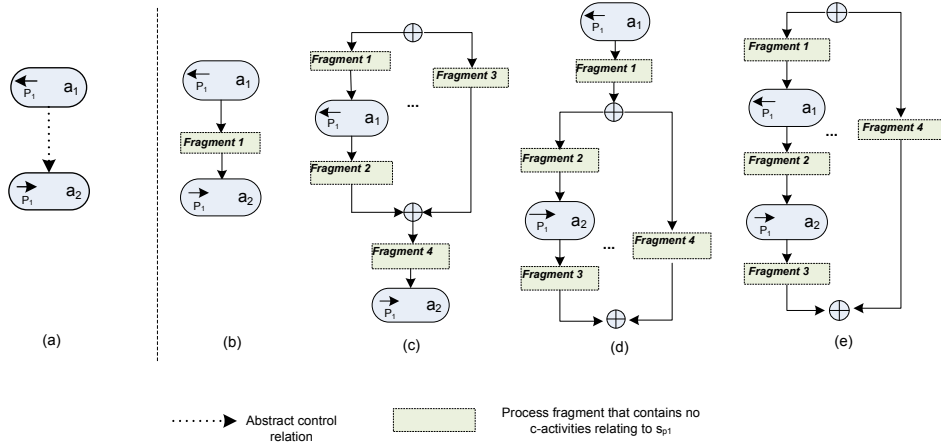 P1 a1
P1 a2
(a)
P1 a1
Fragment 1
P1 a2
(b)
Fragment 1
Fragment 3
...
P1 a1
Fragment 2
Fragment 4
P1 a2
(c)
P1 a1
Fragment 1
Fragment 2
P1 a2
...
Fragment 4
Fragment 3
(d)
Fragment 1
P1 a1
...
Fragment 4
Fragment 2
P1 a2
Fragment 3
(e)
Abstract control
relation
Process fragment that contains no
c-activities relating to sp1